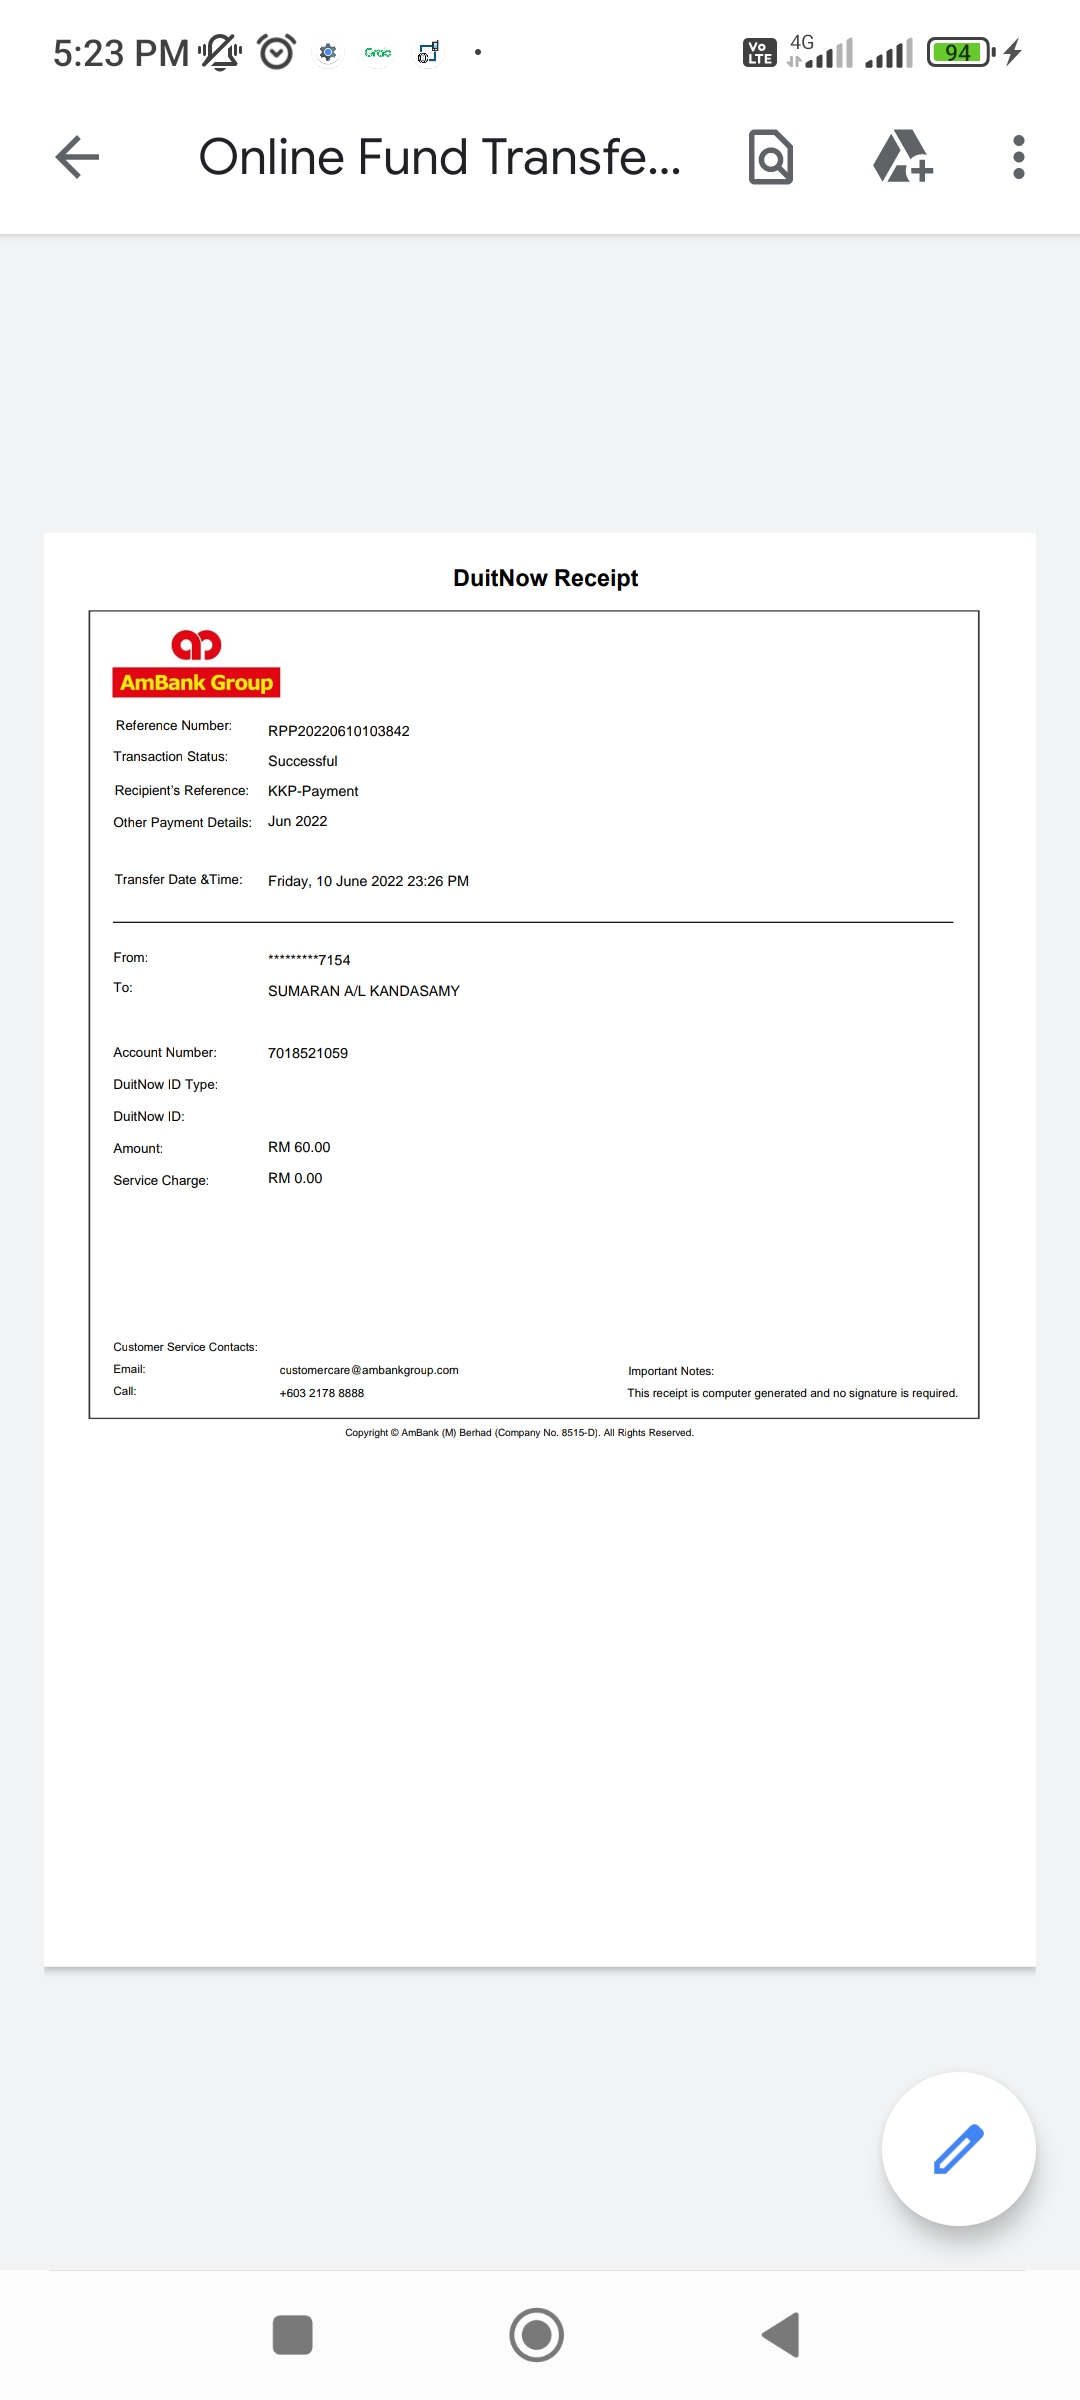 5:23 PM
Vo LTE 4G 94
Online Fund Transfe...
DuitNow Receipt
AmBank Group
Reference Number: RPP20220610103842
Transaction Status: Successful
Recipient's Reference: KKP-Payment
Other Payment Details: Jun 2022
Transfer Date &Time: Friday, 10 June 2022 23:26 PM
From: *********7154
To: SUMARAN A/L KANDASAMY
Account Number: 7018521059
DuitNow ID Type:
DuitNow ID:
Amount: RM 60.00
Service Charge: RM 0.00
Customer Service Contacts:
Email: customercare@ambankgroup.com Important Notes:
Call: +603 2178 8888 This receipt is computer generated and no signature is required.
Copyright © AmBank (M) Berhad (Company No. 8515-D). All Rights Reserved.